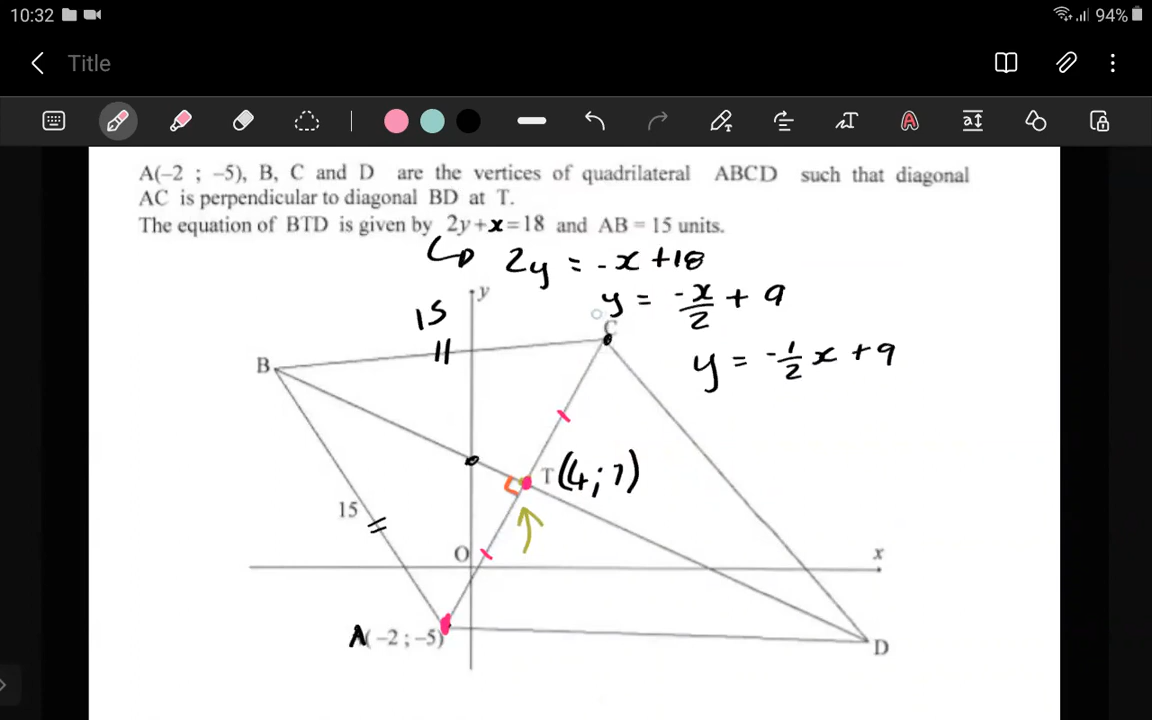 10:32 94%
Title
A(–2 ; –5), B, C and D are the vertices of quadrilateral ABCD such that diagonal
AC is perpendicular to diagonal BD at T.
The equation of BTD is given by 2y+x=18 and AB = 15 units.
2y = -x +18
y = -x/2 + 9
y = -1/2 x +9
y
15
C
B
T(4;7)
15
O
x
A(–2 ; –5)
D